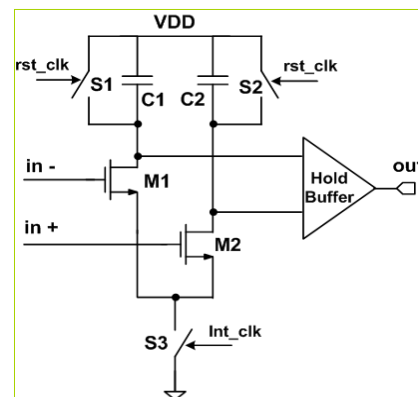 VDD
rst_clk
S1
C1
C2
S2
rst_clk
in -
M1
Hold
Buffer
out
in +
M2
S3
Int_clk